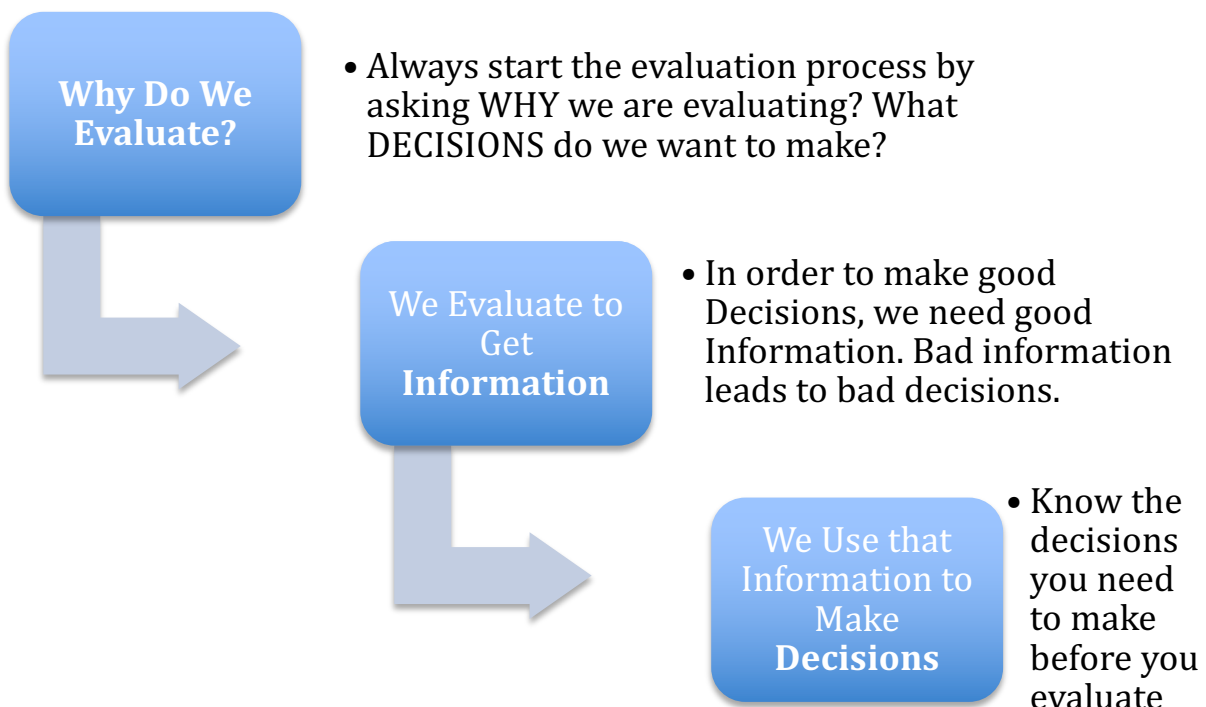 Why Do We
Evaluate?
• Always start the evaluation process by
asking WHY we are evaluating? What
DECISIONS do we want to make?
We Evaluate to
Get
Information
• In order to make good
Decisions, we need good
Information. Bad information
leads to bad decisions.
We Use that
Information to
Make
Decisions
• Know the
decisions
you need
to make
before you
evaluate